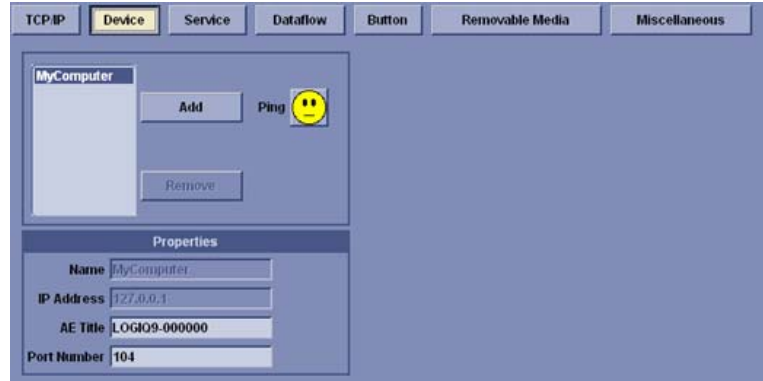 TCP/IP Device Service Dataflow Button Removable Media Miscellaneous
MyComputer
Add Ping
Remove
Properties
Name MyComputer
IP Address 127.0.0.1
AE Title LOGIQ9-000000
Port Number 104